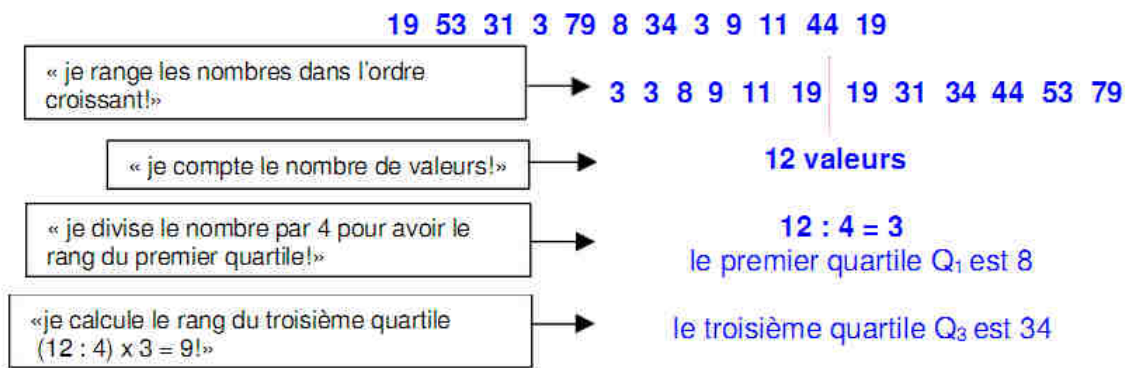 19 53 31 3 79 8 34 3 9 11 44 19
« je range les nombres dans l'ordre
croissant!»
3 3 8 9 11 19 19 31 34 44 53 79
« je compte le nombre de valeurs!»
12 valeurs
« je divise le nombre par 4 pour avoir le
rang du premier quartile!»
12 : 4 = 3
le premier quartile Q₁ est 8
«je calcule le rang du troisième quartile
(12 : 4) x 3 = 9!»
le troisième quartile Q₃ est 34